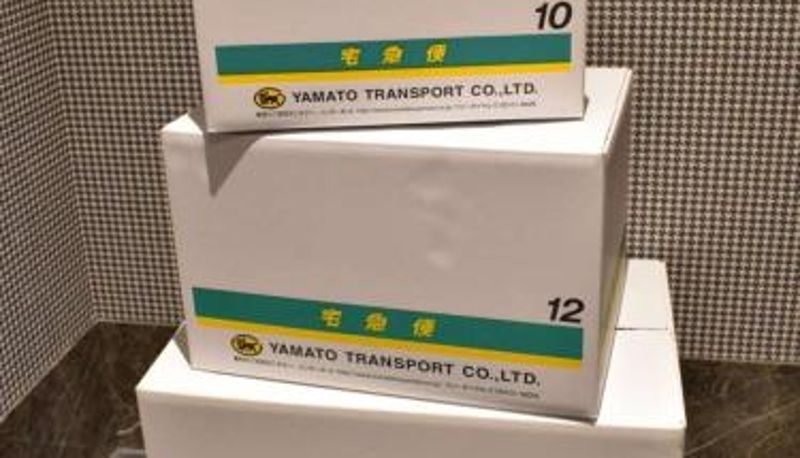 10
宅急便
YAMATO TRANSPORT CO.,LTD.
12
宅急便
YAMATO TRANSPORT CO.,LTD.